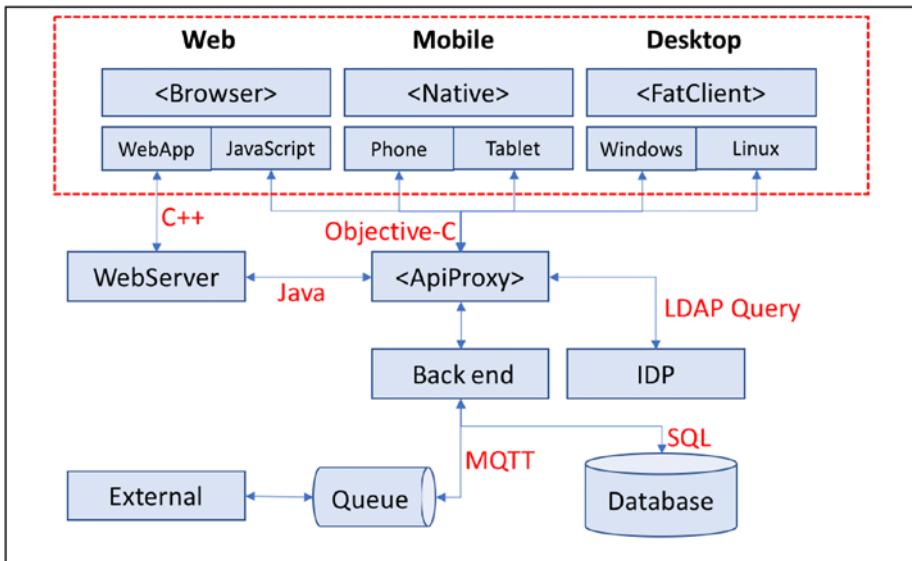 Web Mobile Desktop
<Browser> <Native> <FatClient>
WebApp JavaScript Phone Tablet Windows Linux
C++
Objective-C
WebServer <ApiProxy>
Java
LDAP Query
Back end IDP
SQL
MQTT
External Queue Database